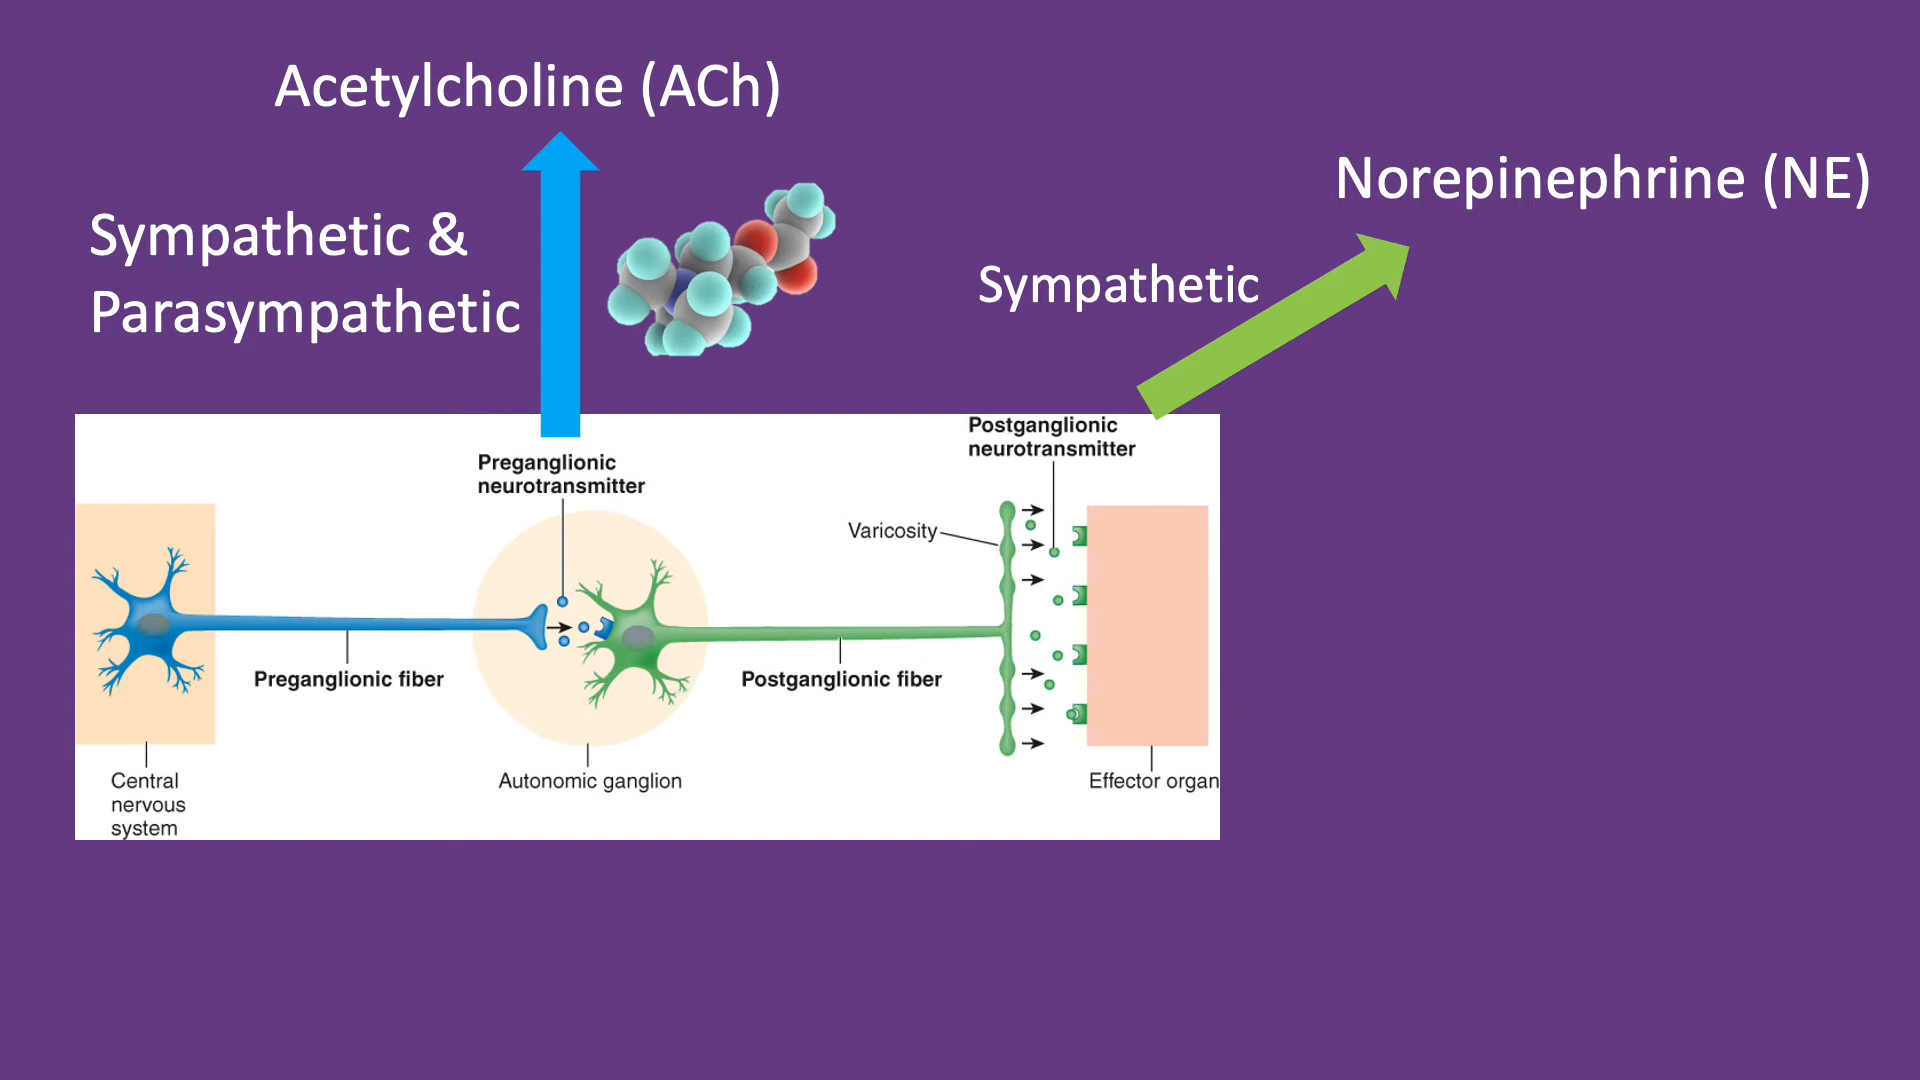 Acetylcholine (ACh)
Norepinephrine (NE)
Sympathetic &
Parasympathetic
Sympathetic
Postganglionic
neurotransmitter
Preganglionic
neurotransmitter
Varicosity
Preganglionic fiber
Postganglionic fiber
Central
nervous
system
Autonomic ganglion
Effector organ